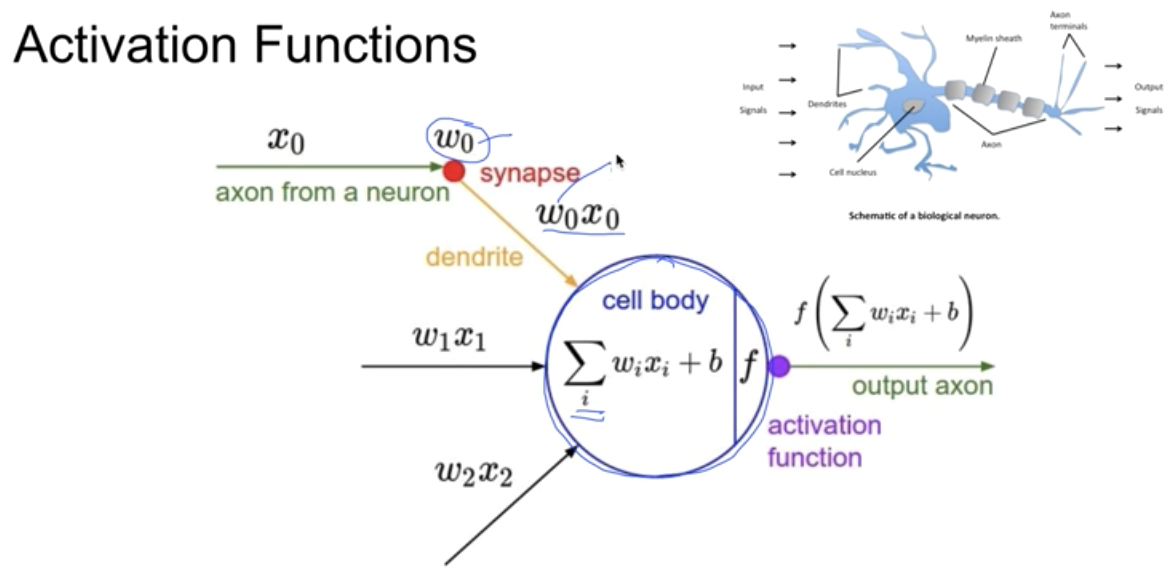 Activation Functions
x₀
w₀
synapse
axon from a neuron
w₀x₀
dendrite
cell body
w₁x₁
∑ᵢ wᵢxᵢ + b
f
f(∑ᵢ wᵢxᵢ + b)
output axon
activation
function
w₂x₂
Axon
terminals
Myelin sheath
Input
Signals
Dendrites
Output
Signals
Axon
Cell nucleus
Schematic of a biological neuron.